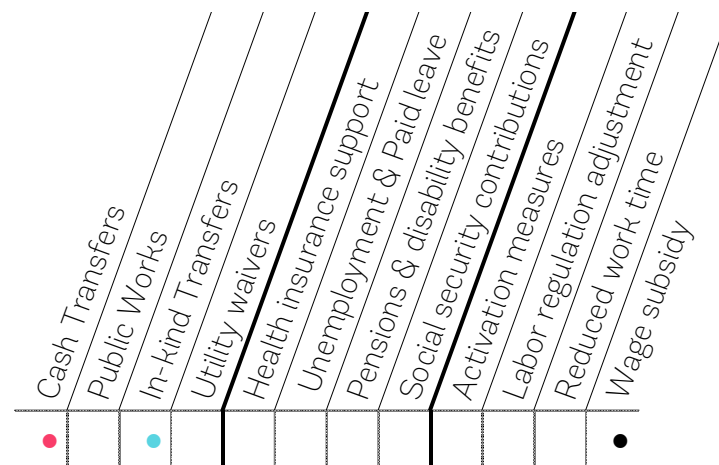 Cash Transfers
Public Works
In-kind Transfers
Utility waivers
Health insurance support
Unemployment & Paid leave
Pensions & disability benefits
Social security contributions
Activation measures
Labor regulation adjustment
Reduced work time
Wage subsidy